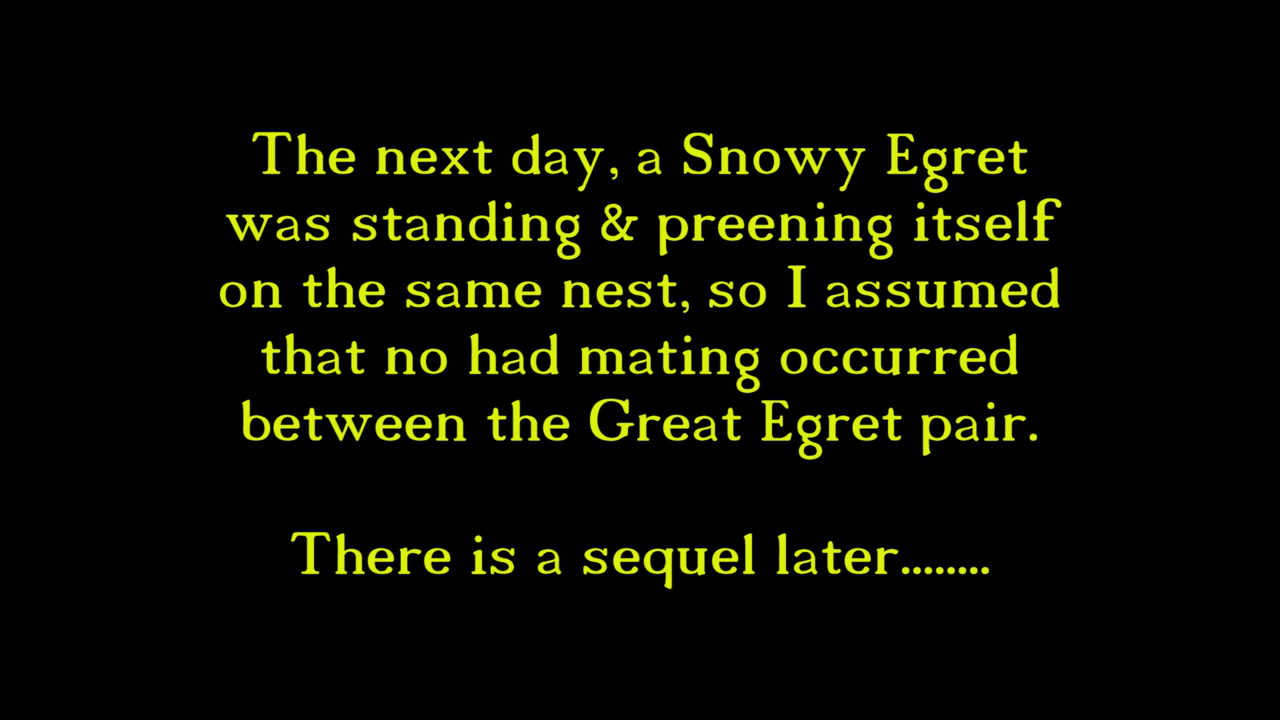 The next day, a Snowy Egret
was standing & preening itself
on the same nest, so I assumed
that no had mating occurred
between the Great Egret pair.
There is a sequel later........